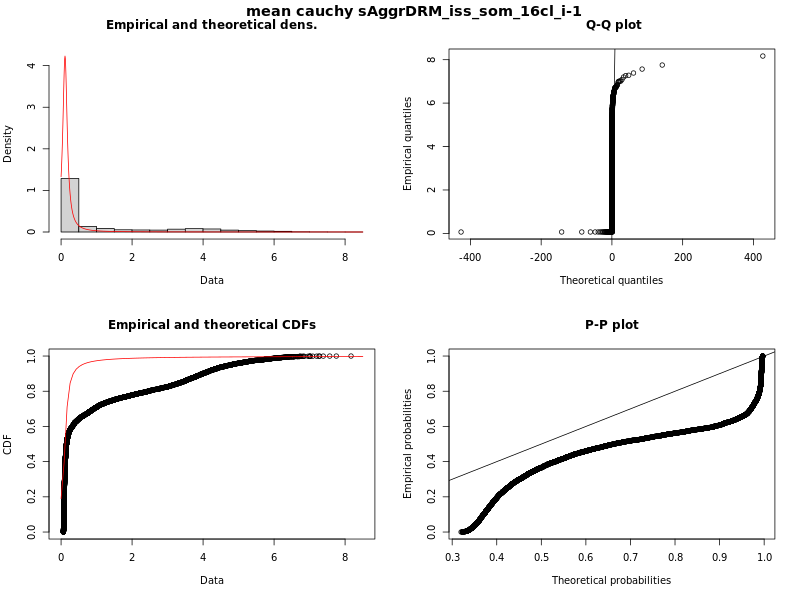 mean cauchy sAggrDRM_iss_som_16cl_i-1
Empirical and theoretical dens.
Density
0 1 2 3 4
0 2 4 6 8
Data
Q-Q plot
Empirical quantiles
0 2 4 6 8
-400 -200 0 200 400
Theoretical quantiles
Empirical and theoretical CDFs
CDF
0.0 0.2 0.4 0.6 0.8 1.0
0 2 4 6 8
Data
P-P plot
Empirical probabilities
0.0 0.2 0.4 0.6 0.8 1.0
0.3 0.4 0.5 0.6 0.7 0.8 0.9 1.0
Theoretical probabilities